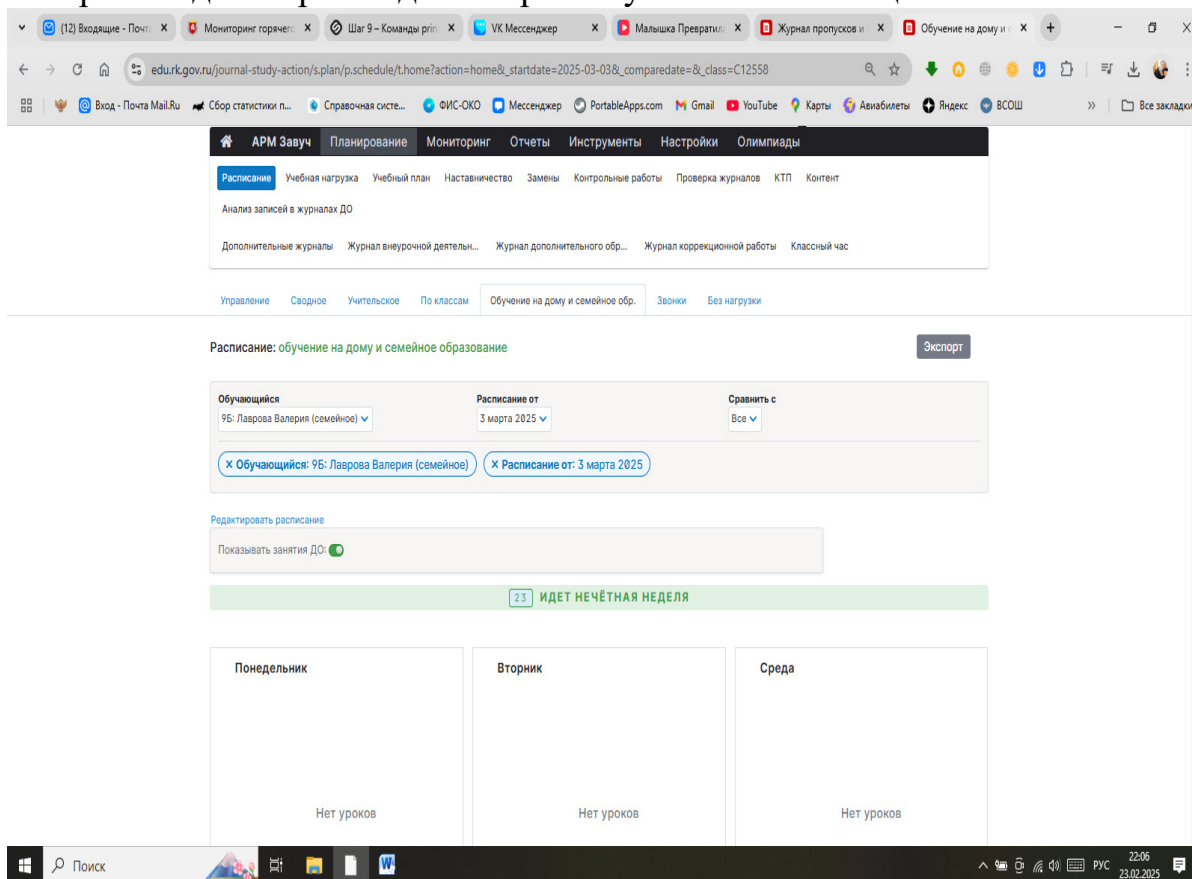 (12) Входящие - Почт: Мониторинг горячего Шаг 9 – Команды prin VK Мессенджер Малышка Превратил Журнал пропусков и Обучение на дому и с
edu.rk.gov.ru/journal-study-action/s.plan/p.schedule/t.home?action=home&_startdate=2025-03-03&_comparedate=&_class=C12558
Вход - Почта Mail.Ru Сбор статистики п... Справочная систе... ФИС-ОКО Мессенджер PortableApps.com Gmail YouTube Карты Авиабилеты Яндекс ВСОШ » Все закладки
АРМ Завуч Планирование Мониторинг Отчеты Инструменты Настройки Олимпиады
Расписание Учебная нагрузка Учебный план Наставничество Замены Контрольные работы Проверка журналов КТП Контент
Анализ записей в журналах ДО
Дополнительные журналы Журнал внеурочной деятельн... Журнал дополнительного обр... Журнал коррекционной работы Классный час
Управление Сводное Учительское По классам Обучение на дому и семейное обр. Звонки Без нагрузки
Расписание: обучение на дому и семейное образование Экспорт
Обучающийся Расписание от Сравнить с
9Б: Лаврова Валерия (семейное) 3 марта 2025 Все
× Обучающийся: 9Б: Лаврова Валерия (семейное) × Расписание от: 3 марта 2025
Редактировать расписание
Показывать занятия ДО:
23 ИДЕТ НЕЧЁТНАЯ НЕДЕЛЯ
Понедельник Вторник Среда
Нет уроков Нет уроков Нет уроков
Поиск РУС 22:06
23.02.2025